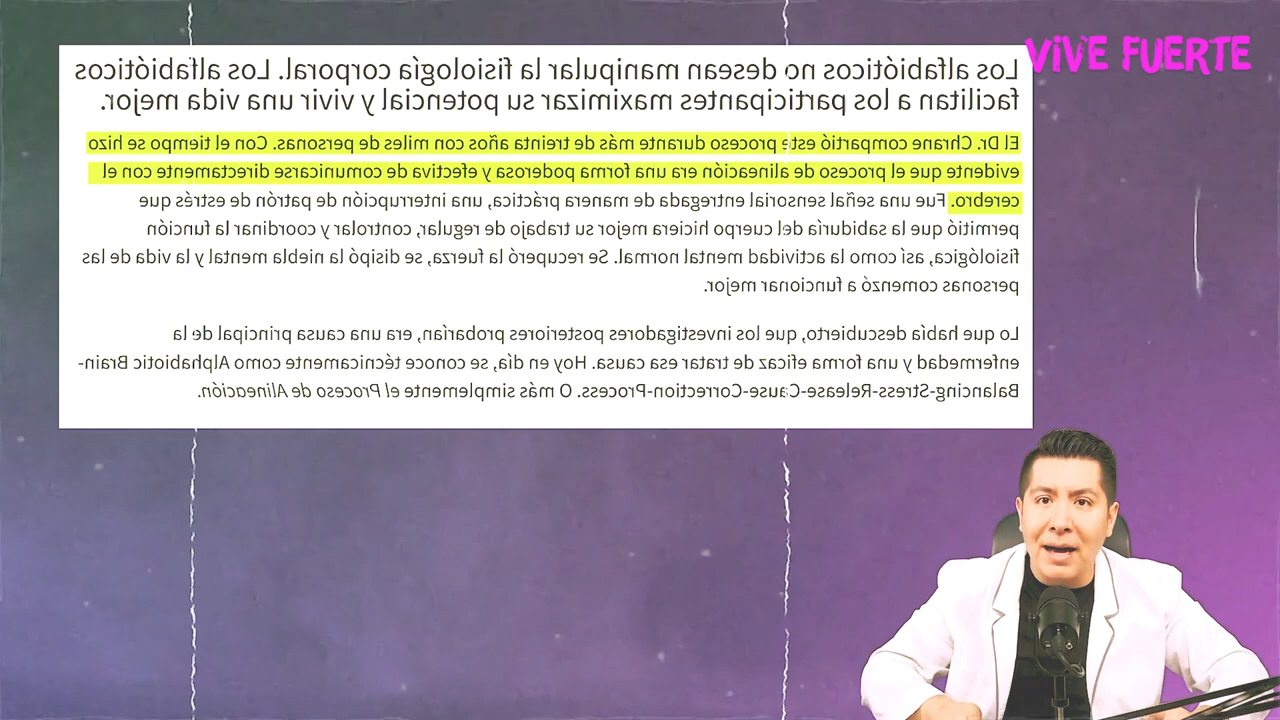 VIVE FUERTE
Los alfabióticos no desean manipular la fisiología corporal. Los alfabióticos
facilitan a los participantes maximizar su potencial y vivir una vida mejor.
El Dr. Chrane compartió este proceso durante más de treinta años con miles de personas. Con el tiempo se hizo
evidente que el proceso de alineación era una forma poderosa y efectiva de comunicarse directamente con el
cerebro. Fue una señal sensorial entregada de manera práctica, una interrupción de patrón de estrés que
permitió que la sabiduría del cuerpo hiciera mejor su trabajo de regular, controlar y coordinar la función
fisiológica, así como la actividad mental normal. Se recuperó la fuerza, se disipó la niebla mental y la vida de las
personas comenzó a funcionar mejor.
Lo que había descubierto, que los investigadores posteriores probarían, era una causa principal de la
enfermedad y una forma eficaz de tratar esa causa. Hoy en día, se conoce técnicamente como Alphabiotic Brain-
Balancing-Stress-Release-Cause-Correction-Process. O más simplemente el Proceso de Alineación.